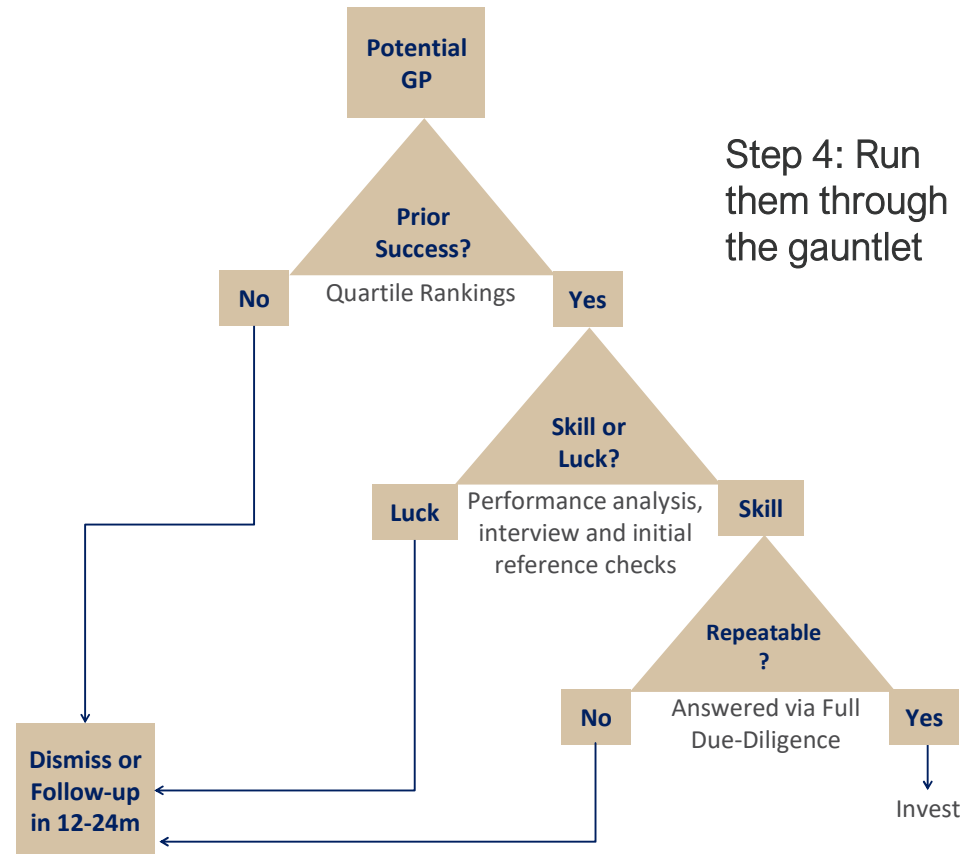 Potential
GP
Step 4: Run
them through
the gauntlet
Prior
Success?
No
Quartile Rankings
Yes
Skill or
Luck?
Luck
Performance analysis,
interview and initial
reference checks
Skill
Repeatable
?
No
Answered via Full
Due-Diligence
Yes
Dismiss or
Follow-up
in 12-24m
Invest